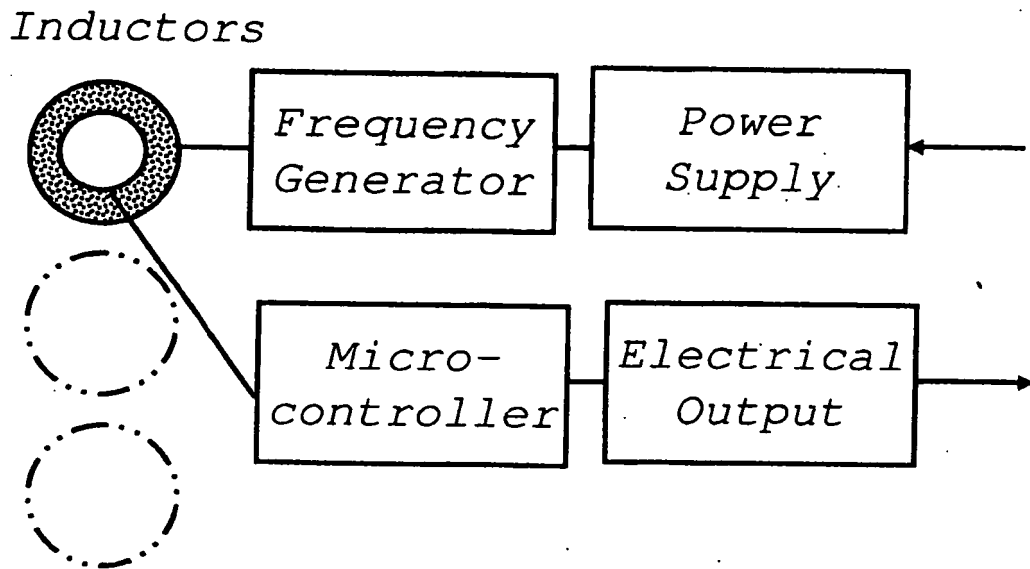 Inductors
Frequency
Generator
Power
Supply
Micro-
controller
Electrical
Output